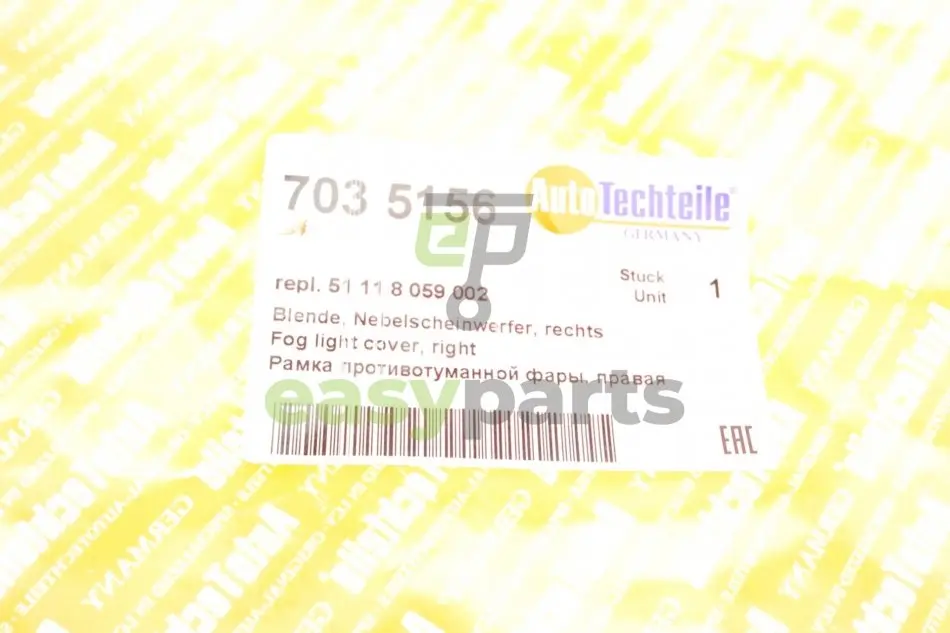 703 5156
AutoTechteile®
GERMANY
ep
repl. 51 11 8 059 002
Stuck
Unit
1
Blende, Nebelscheinwerfer, rechts
Fog light cover, right
Рамка противотуманной фары, правая
easyparts
EAC